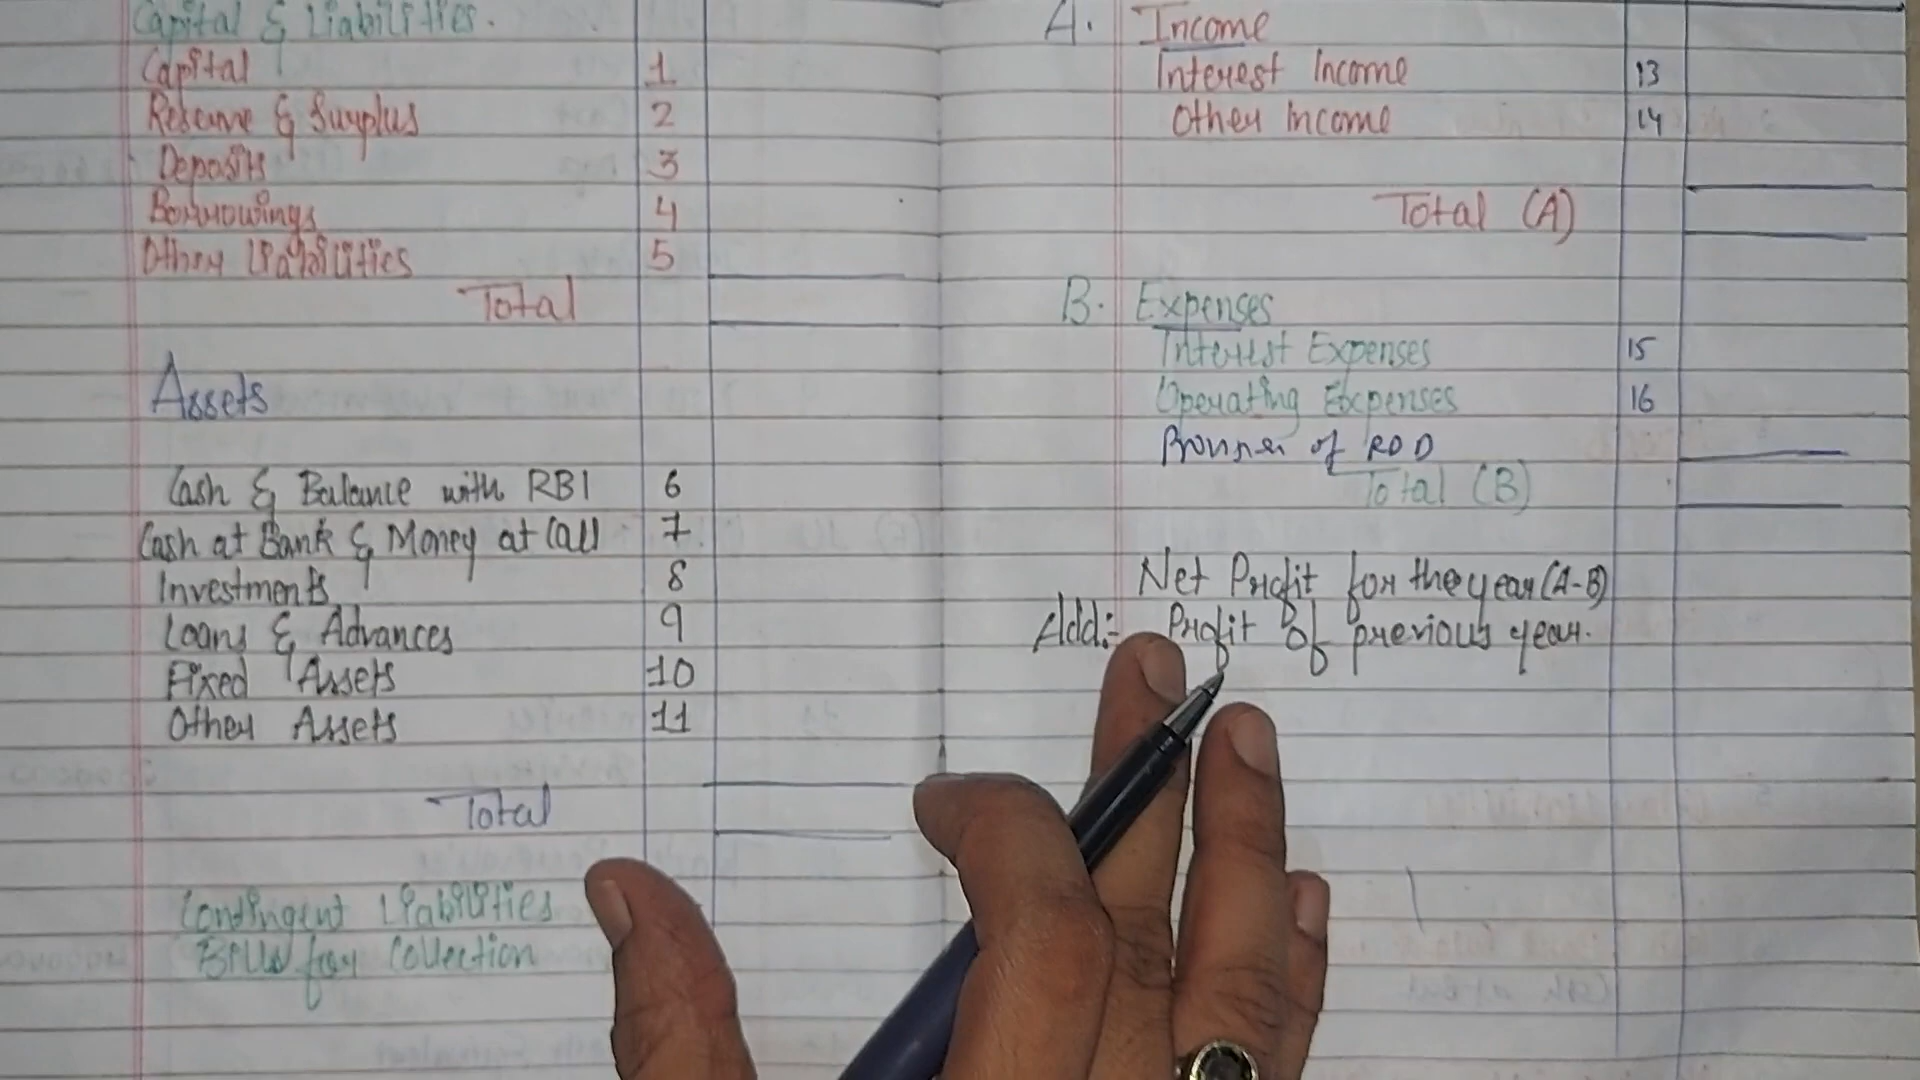 Capital & Liabilities.
Capital 1
Reserve & Surplus 2
Deposits 3
Borrowings 4
Other Liabilities 5
Total
Assets
Cash & Balance with RBI 6
Cash at Bank & Money at Call 7
Investments 8
Loans & Advances 9
Fixed Assets 10
Other Assets 11
Total
Contingent Liabilities
Bills for Collection
A. Income
Interest Income 13
Other Income 14
Total (A)
B. Expenses
Interest Expenses 15
Operating Expenses 16
of RDD
Total (B)
Net Profit for the year (A-B)
Add:- Profit of previous year.